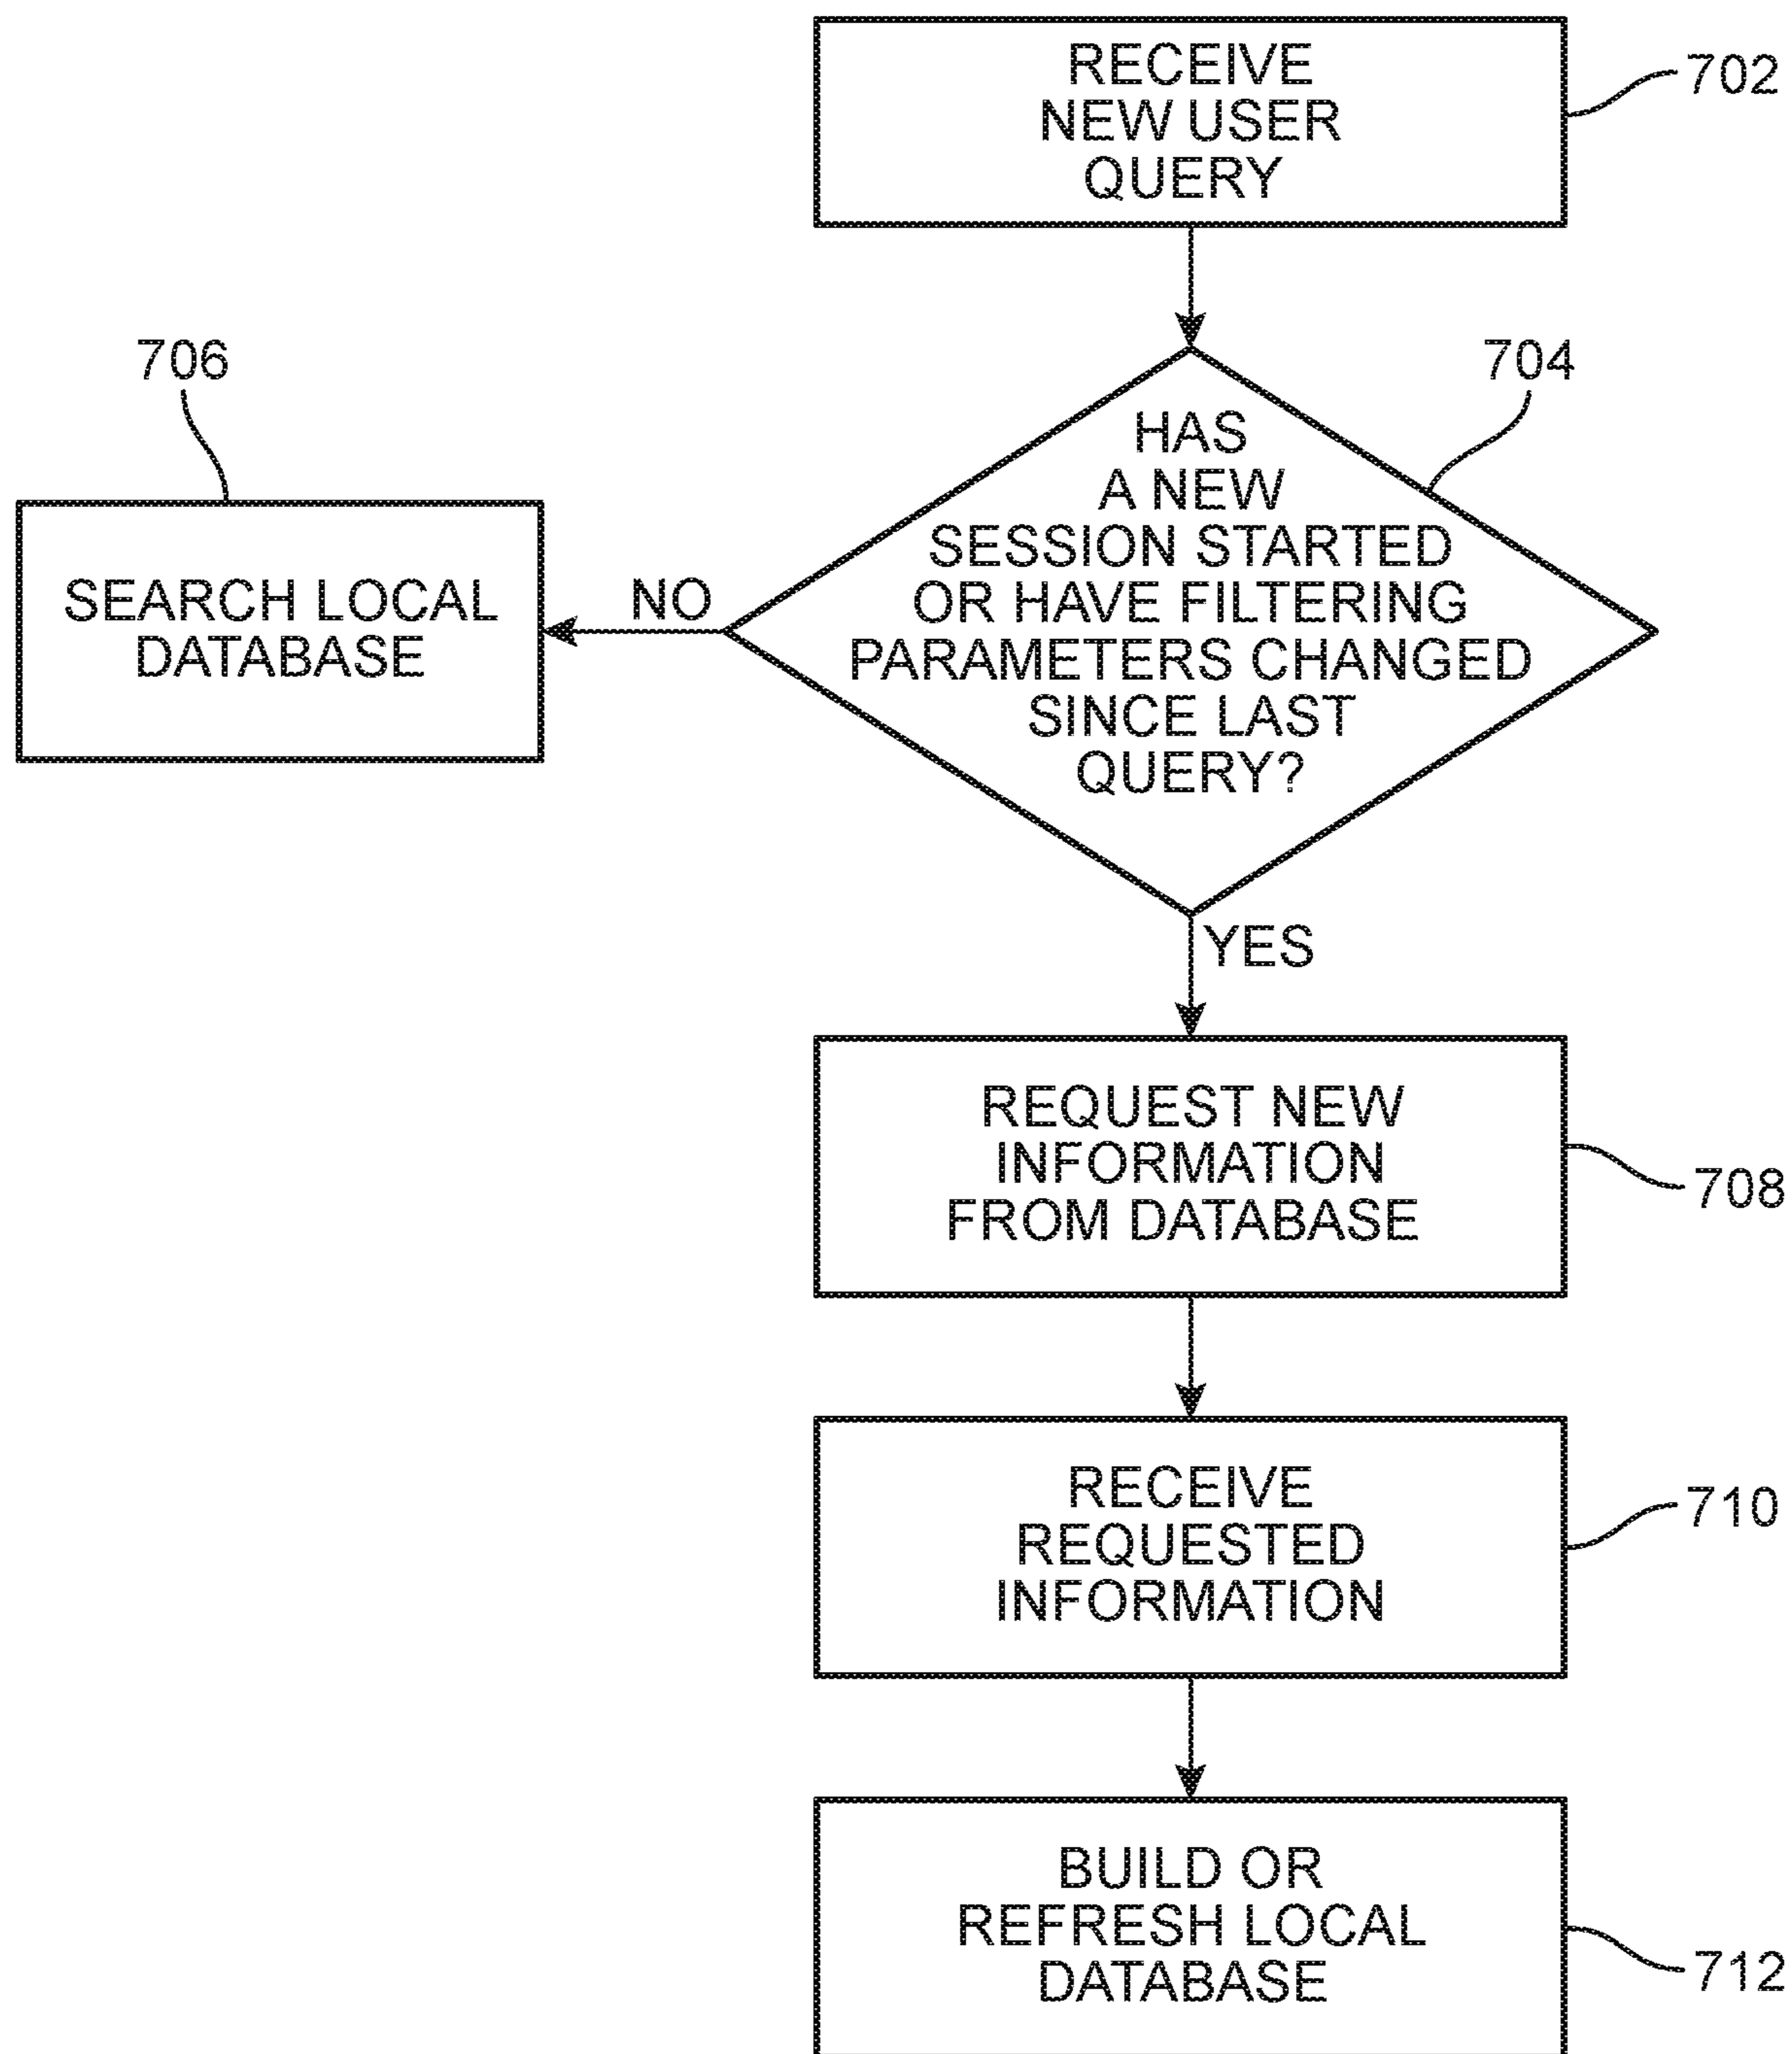 RECEIVE
NEW USER
QUERY
702
706
704
HAS
A NEW
SESSION STARTED
OR HAVE FILTERING
PARAMETERS CHANGED
SINCE LAST
QUERY?
NO
SEARCH LOCAL
DATABASE
YES
REQUEST NEW
INFORMATION
FROM DATABASE
708
RECEIVE
REQUESTED
INFORMATION
710
BUILD OR
REFRESH LOCAL
DATABASE
712